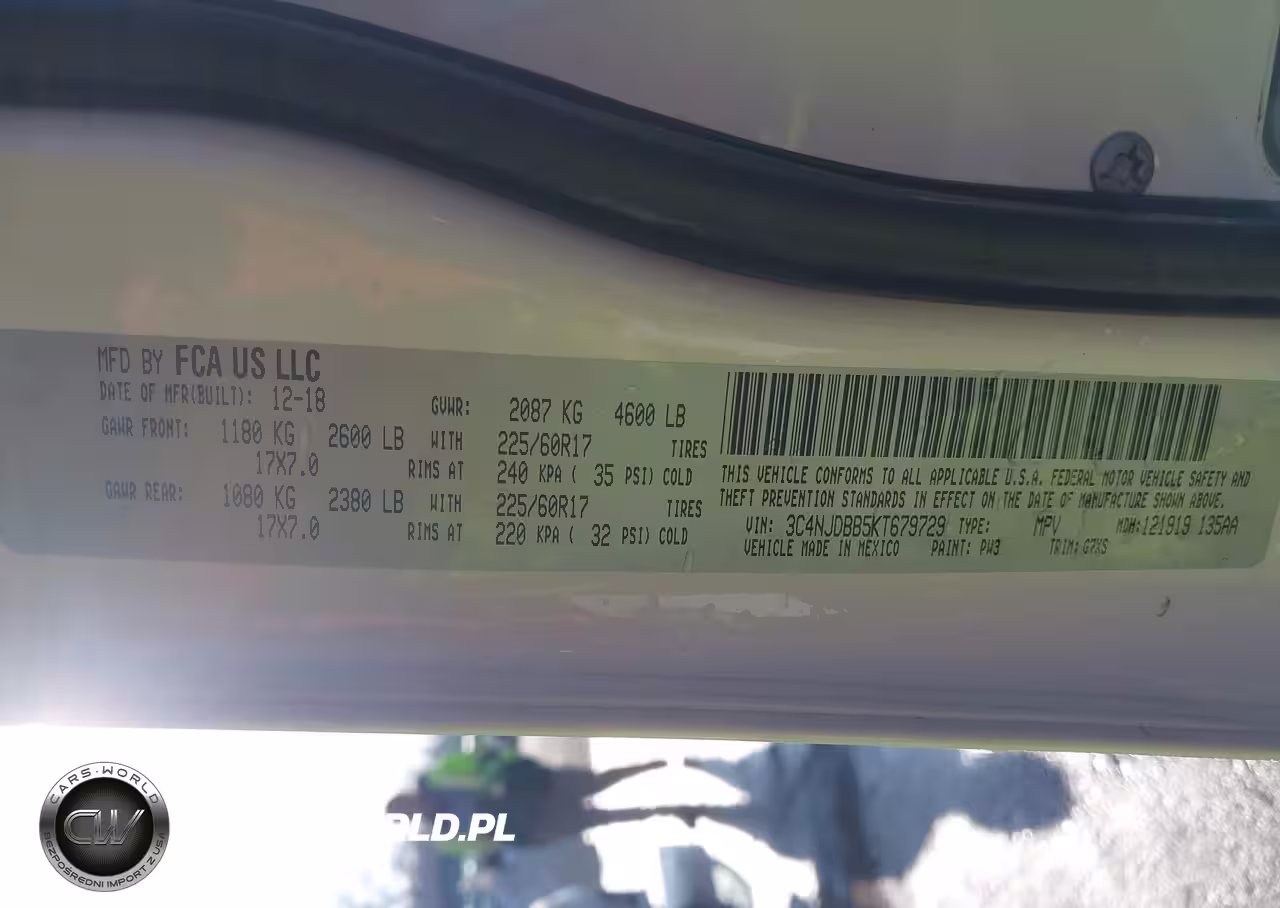 MFD BY FCA US LLC
DATE OF MFR(BUILT): 12-18 GVWR: 2087 KG 4600 LB
GAWR FRONT: 1180 KG 2600 LB WITH 225/60R17 TIRES
17X7.0 RIMS AT 240 KPA ( 35 PSI) COLD
GAWR REAR: 1080 KG 2380 LB WITH 225/60R17 TIRES
17X7.0 RIMS AT 220 KPA ( 32 PSI) COLD
THIS VEHICLE CONFORMS TO ALL APPLICABLE U.S.A. FEDERAL MOTOR VEHICLE SAFETY AND
THEFT PREVENTION STANDARDS IN EFFECT ON THE DATE OF MANUFACTURE SHOWN ABOVE.
VIN: 3C4NJDBB5KT679729 TYPE: MPV MDH: 121919 135AA
VEHICLE MADE IN MEXICO PAINT: PW3 TRIM: G7XS
CARS-WORLD
CW
BEZPOŚREDNI IMPORT Z USA
RLD.PL